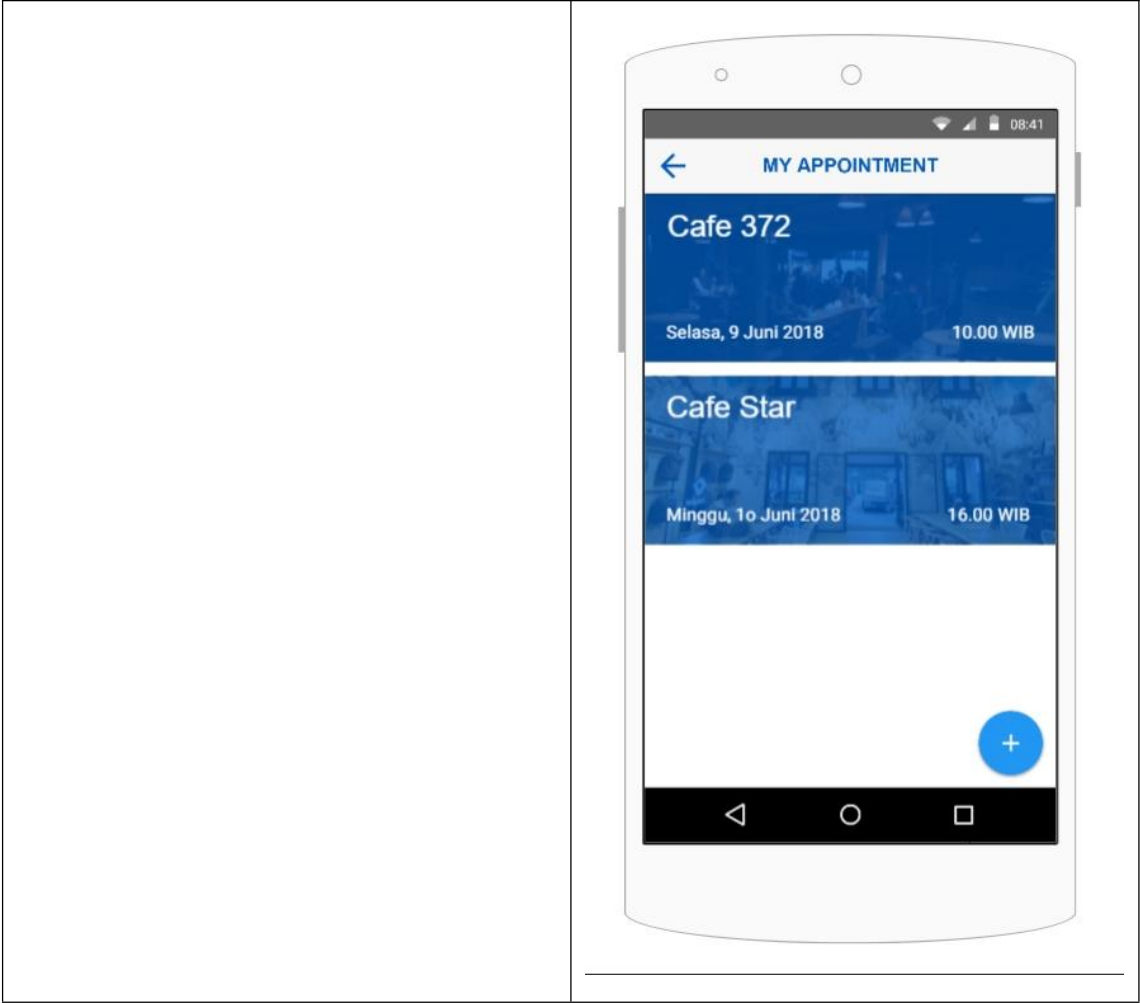 08:41
MY APPOINTMENT
Cafe 372
Selasa, 9 Juni 2018 10.00 WIB
Cafe Star
Minggu, 1o Juni 2018 16.00 WIB
+